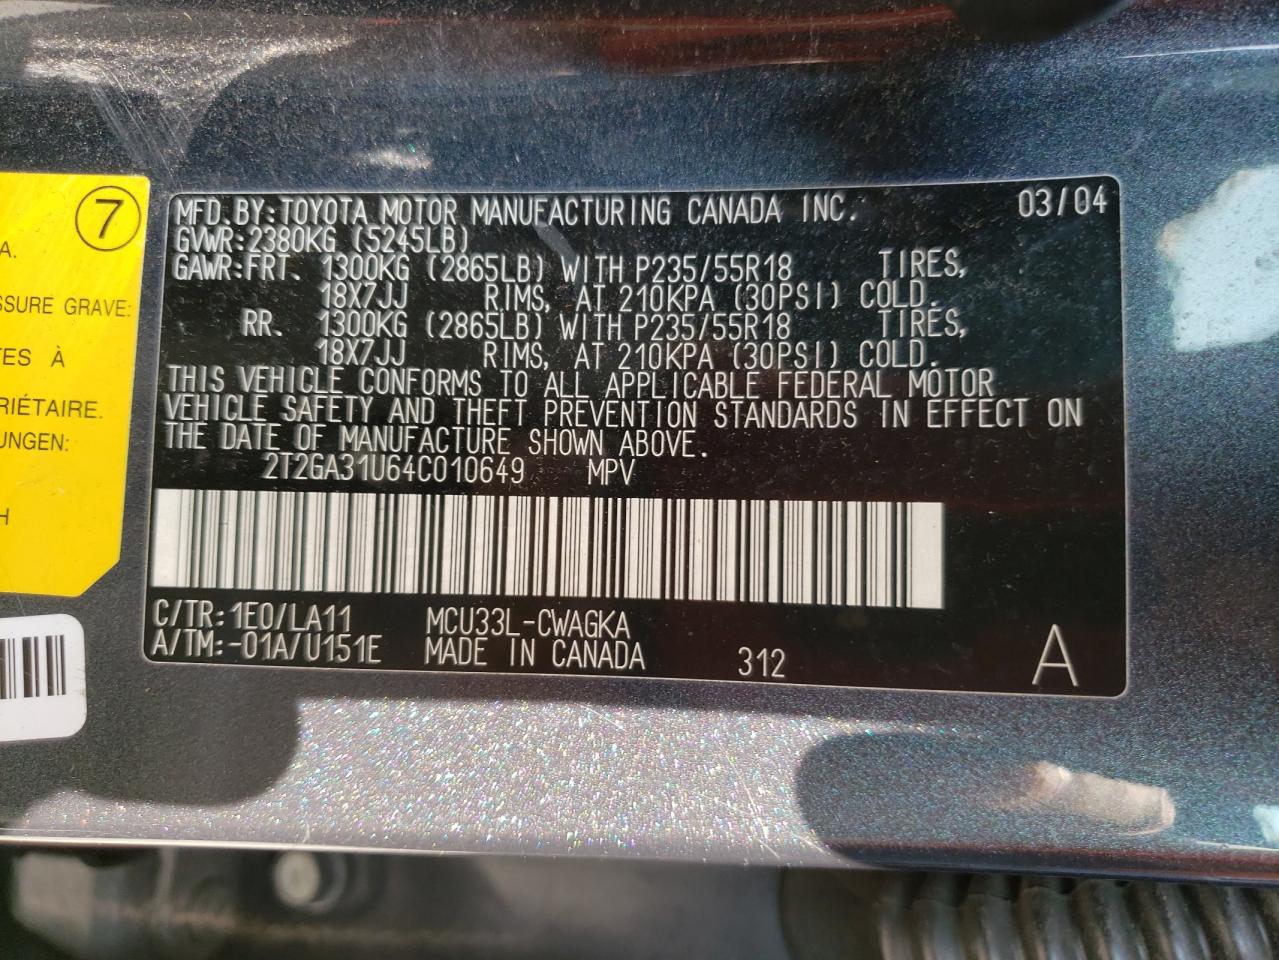 7
A.
SSURE GRAVE:
TES À
RIÉTAIRE.
UNGEN:
H
MFD.BY:TOYOTA MOTOR MANUFACTURING CANADA INC. 03/04
GVWR:2380KG (5245LB)
GAWR:FRT. 1300KG (2865LB) WITH P235/55R18 TIRES,
18X7JJ RIMS, AT 210KPA (30PSI) COLD.
RR. 1300KG (2865LB) WITH P235/55R18 TIRES,
18X7JJ RIMS, AT 210KPA (30PSI) COLD.
THIS VEHICLE CONFORMS TO ALL APPLICABLE FEDERAL MOTOR
VEHICLE SAFETY AND THEFT PREVENTION STANDARDS IN EFFECT ON
THE DATE OF MANUFACTURE SHOWN ABOVE.
2T2GA31U64C010649 MPV
C/TR:1E0/LA11 MCU33L-CWAGKA
A/TM:-01A/U151E MADE IN CANADA 312 A